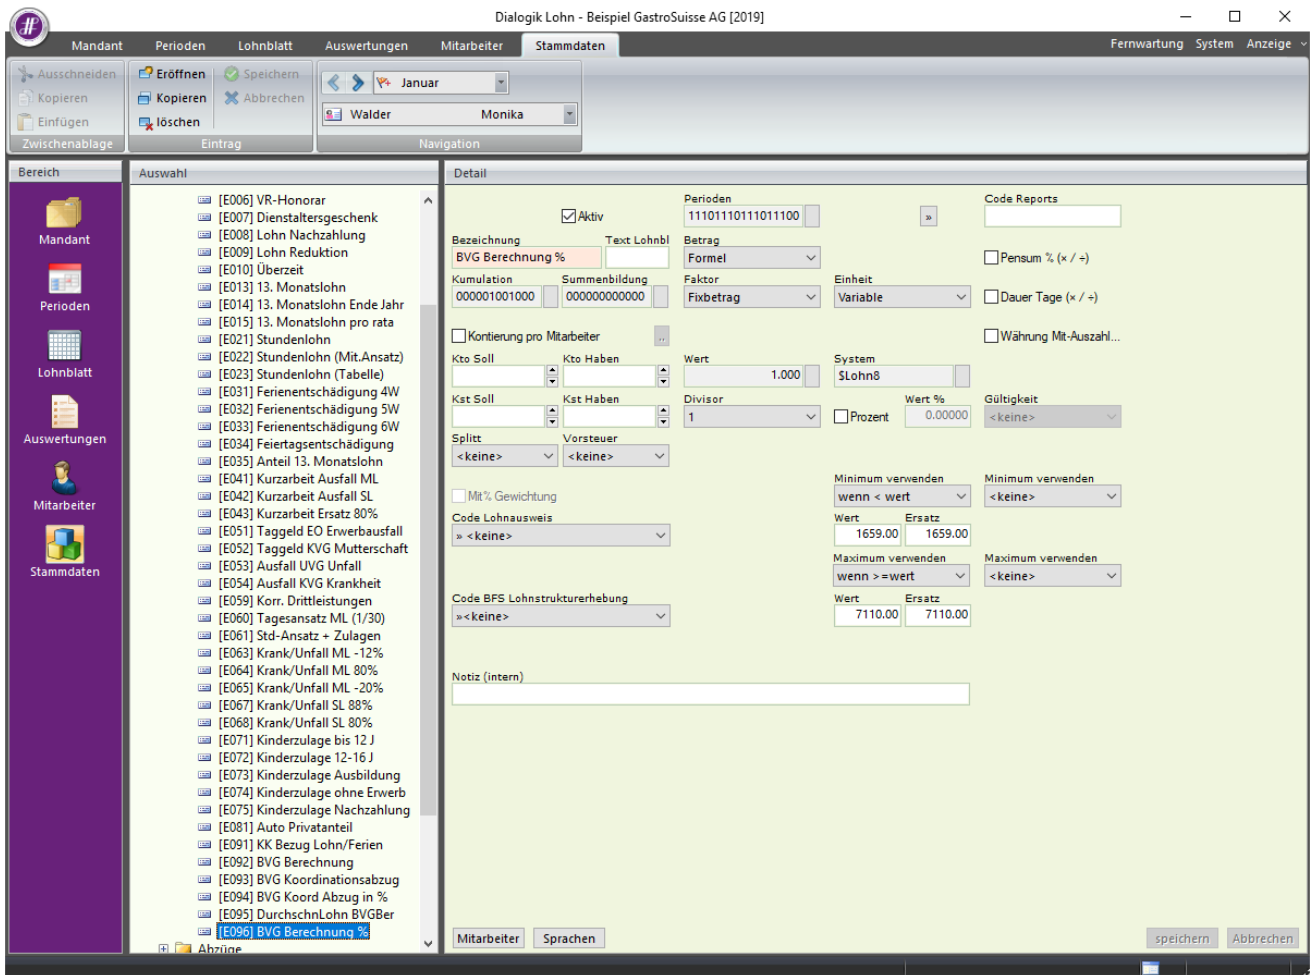 Dialogik Lohn - Beispiel GastroSuisse AG [2019]
Mandant Perioden Lohnblatt Auswertungen Mitarbeiter Stammdaten Fernwartung System Anzeige
Ausschneiden Eröffnen Speichern
Kopieren Kopieren Abbrechen
Einfügen löschen
Januar
Walder Monika
Zwischenablage Eintrag Navigation
Bereich
Mandant
Perioden
Lohnblatt
Auswertungen
Mitarbeiter
Stammdaten
Auswahl
[E006] VR-Honorar
[E007] Dienstaltersgeschenk
[E008] Lohn Nachzahlung
[E009] Lohn Reduktion
[E010] Überzeit
[E013] 13. Monatslohn
[E014] 13. Monatslohn Ende Jahr
[E015] 13. Monatslohn pro rata
[E021] Stundenlohn
[E022] Stundenlohn (Mit.Ansatz)
[E023] Stundenlohn (Tabelle)
[E031] Ferienentschädigung 4W
[E032] Ferienentschädigung 5W
[E033] Ferienentschädigung 6W
[E034] Feiertagsentschädigung
[E035] Anteil 13. Monatslohn
[E041] Kurzarbeit Ausfall ML
[E042] Kurzarbeit Ausfall SL
[E043] Kurzarbeit Ersatz 80%
[E051] Taggeld EO Erwerbausfall
[E052] Taggeld KVG Mutterschaft
[E053] Ausfall UVG Unfall
[E054] Ausfall KVG Krankheit
[E059] Korr. Drittleistungen
[E060] Tagesansatz ML (1/30)
[E061] Std-Ansatz + Zulagen
[E063] Krank/Unfall ML -12%
[E064] Krank/Unfall ML 80%
[E065] Krank/Unfall ML -20%
[E067] Krank/Unfall SL 88%
[E068] Krank/Unfall SL 80%
[E071] Kinderzulage bis 12 J
[E072] Kinderzulage 12-16 J
[E073] Kinderzulage Ausbildung
[E074] Kinderzulage ohne Erwerb
[E075] Kinderzulage Nachzahlung
[E081] Auto Privatanteil
[E091] KK Bezug Lohn/Ferien
[E092] BVG Berechnung
[E093] BVG Koordinationsabzug
[E094] BVG Koord Abzug in %
[E095] DurchschnLohn BVGBer
[E096] BVG Berechnung %
Abzüge
Detail
Perioden Code Reports
Aktiv 11101110111011100 »
Bezeichnung Text Lohnbl Betrag
BVG Berechnung % Formel Pensum % (× / ÷)
Kumulation Summenbildung Faktor Einheit
000001001000 000000000000 Fixbetrag Variable Dauer Tage (× / ÷)
Kontierung pro Mitarbeiter .. Währung Mit-Auszahl...
Kto Soll Kto Haben Wert System
1.000 $Lohn8
Kst Soll Kst Haben Divisor Wert % Gültigkeit
1 Prozent 0.00000 <keine>
Splitt Vorsteuer
<keine> <keine>
Minimum verwenden Minimum verwenden
Mit% Gewichtung wenn < wert <keine>
Code Lohnausweis Wert Ersatz
» <keine> 1659.00 1659.00
Maximum verwenden Maximum verwenden
wenn >=wert <keine>
Code BFS Lohnstrukturerhebung Wert Ersatz
»<keine> 7110.00 7110.00
Notiz (intern)
Mitarbeiter Sprachen speichern Abbrechen